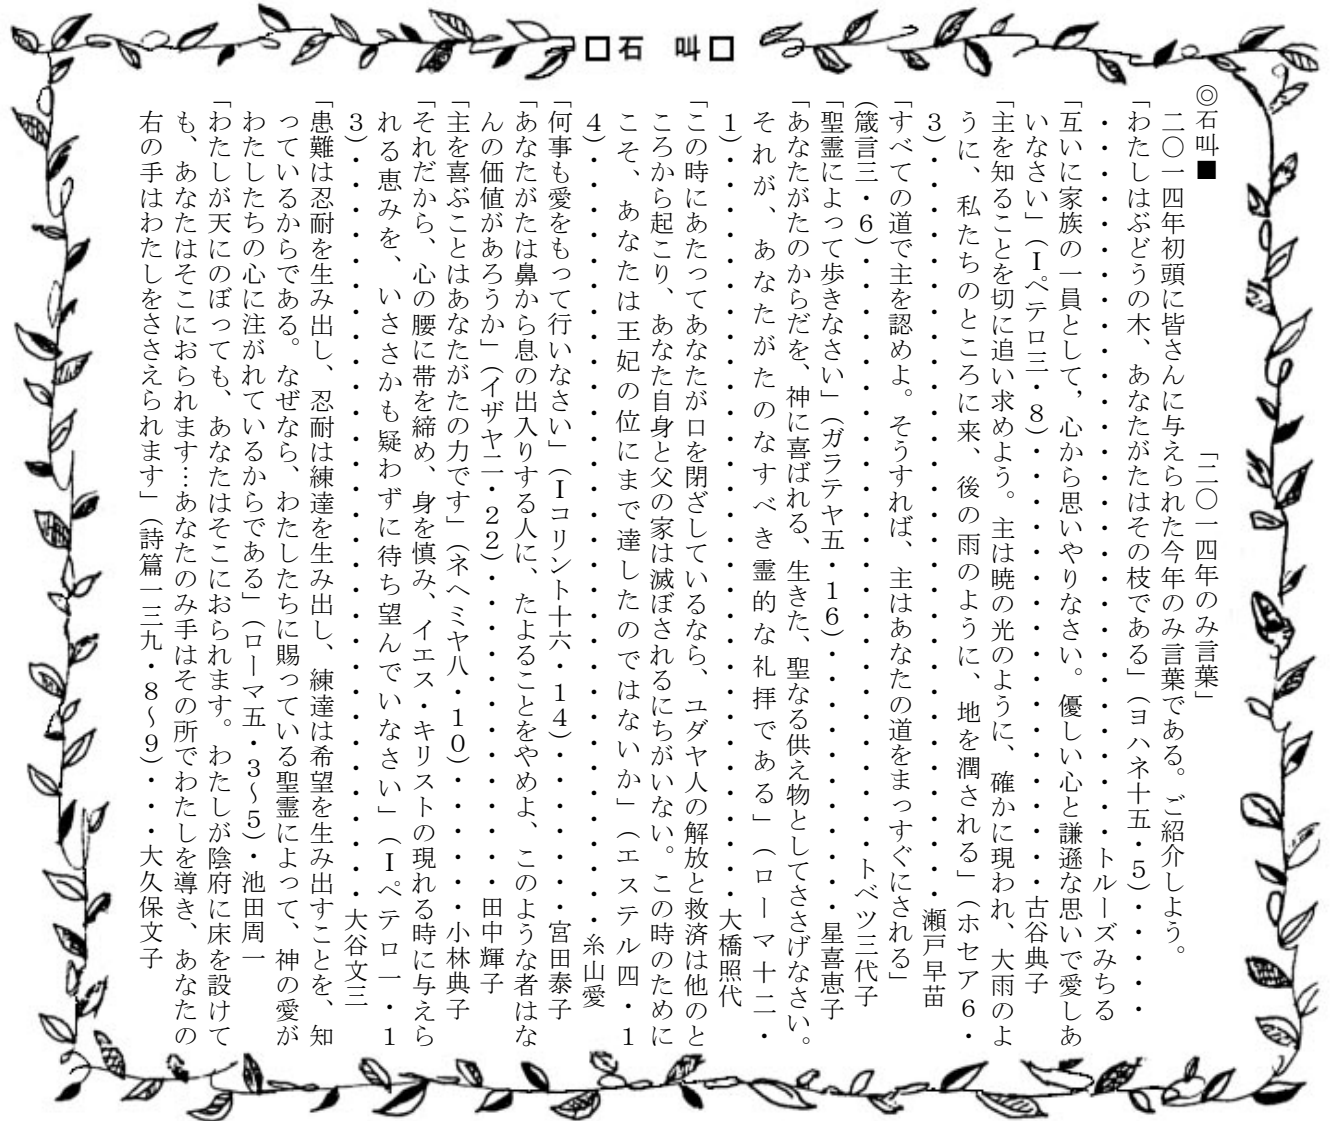 □石　叫□
◎石叫■　　　　　　　　　　　「二〇一四年のみ言葉」
二〇一四年初頭に皆さんに与えられた今年のみ言葉である。ご紹介しよう。
「わたしはぶどうの木、あなたがたはその枝である」（ヨハネ十五・5）・・・・
・・・・・・・・・・・・・・・・・・・・・・・・・・・・・・トルーズみちる
「互いに家族の一員として，心から思いやりなさい。優しい心と謙遜な思いで愛しあ
いなさい」（Ⅰペテロ三・8）・・・・・・・・・・・・・・・・・・・古谷典子
「主を知ることを切に追い求めよう。主は暁の光のように、確かに現われ、大雨のよ
うに、私たちのところに来、後の雨のように、地を潤される」（ホセア6・
3）・・・・・・・・・・・・・・・・・・・・・・・・・・・・・・瀬戸早苗
「すべての道で主を認めよ。そうすれば、主はあなたの道をまっすぐにされる」
（箴言三・6）・・・・・・・・・・・・・・・・・・・・・・・・トベツ三代子
「聖霊によって歩きなさい」（ガラテヤ五・16）・・・・・・・・・・・星喜恵子
「あなたがたのからだを、神に喜ばれる、生きた、聖なる供え物としてささげなさい。
それが、あなたがたのなすべき霊的な礼拝である」（ローマ十二・
1）・・・・・・・・・・・・・・・・・・・・・・・・・・・・・・大橋照代
「この時にあたってあなたが口を閉ざしているなら、ユダヤ人の解放と救済は他のと
ころから起こり、あなた自身と父の家は滅ぼされるにちがいない。この時のために
こそ、あなたは王妃の位にまで達したのではないか」（エステル四・1
4）・・・・・・・・・・・・・・・・・・・・・・・・・・・・・・・糸山愛
「何事も愛をもって行いなさい」（Ⅰコリント十六・14）・・・・・・・宮田泰子
「あなたがたは鼻から息の出入りする人に、たよることをやめよ、このような者はな
んの価値があろうか」（イザヤ二・22）・・・・・・・・・・・・・・田中輝子
「主を喜ぶことはあなたがたの力です」（ネヘミヤ八・10）・・・・・・小林典子
「それだから、心の腰に帯を締め、身を慎み、イエス・キリストの現れる時に与えら
れる恵みを、いささかも疑わずに待ち望んでいなさい」（Ⅰペテロ一・1
3）・・・・・・・・・・・・・・・・・・・・・・・・・・・・・・大谷文三
「患難は忍耐を生み出し、忍耐は練達を生み出し、練達は希望を生み出すことを、知
っているからである。なぜなら、わたしたちに賜っている聖霊によって、神の愛が
わたしたちの心に注がれているからである」（ローマ五・3〜5）・池田周一
「わたしが天にのぼっても、あなたはそこにおられます。わたしが陰府に床を設けて
も、あなたはそこにおられます…あなたのみ手はその所でわたしを導き、あなたの
右の手はわたしをささえられます」（詩篇一三九・8〜9）・・・大久保文子